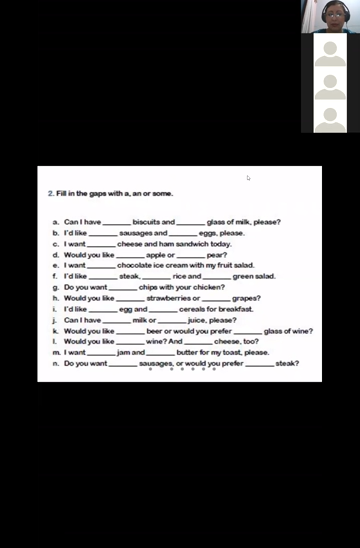 2. Fill in the gaps with a, an or some.
a. Can I have _______ biscuits and _______ glass of milk, please?
b. I'd like _______ sausages and _______ eggs, please.
c. I want _______ cheese and ham sandwich today.
d. Would you like _______ apple or _______ pear?
e. I want _______ chocolate ice cream with my fruit salad.
f. I'd like _______ steak, _______ rice and _______ green salad.
g. Do you want _______ chips with your chicken?
h. Would you like _______ strawberries or _______ grapes?
i. I'd like _______ egg and _______ cereals for breakfast.
j. Can I have _______ milk or _______ juice, please?
k. Would you like _______ beer or would you prefer _______ glass of wine?
l. Would you like _______ wine? And _______ cheese, too?
m. I want _______ jam and _______ butter for my toast, please.
n. Do you want _______ sausages, or would you prefer _______ steak?